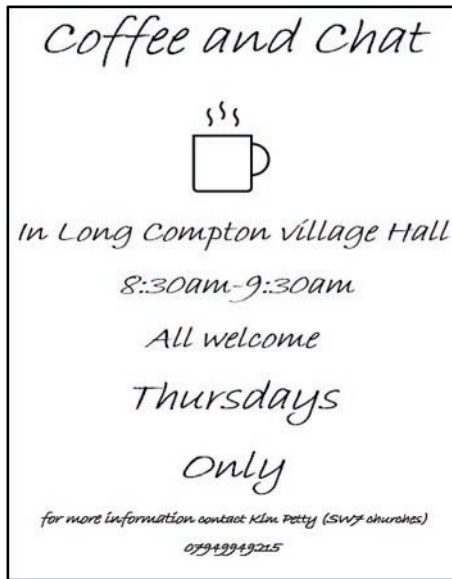 Coffee and Chat
In Long Compton village Hall
8:30am-9:30am
All welcome
Thursdays
Only
for more information contact Kim Petty (SW7 churches)
07949949215